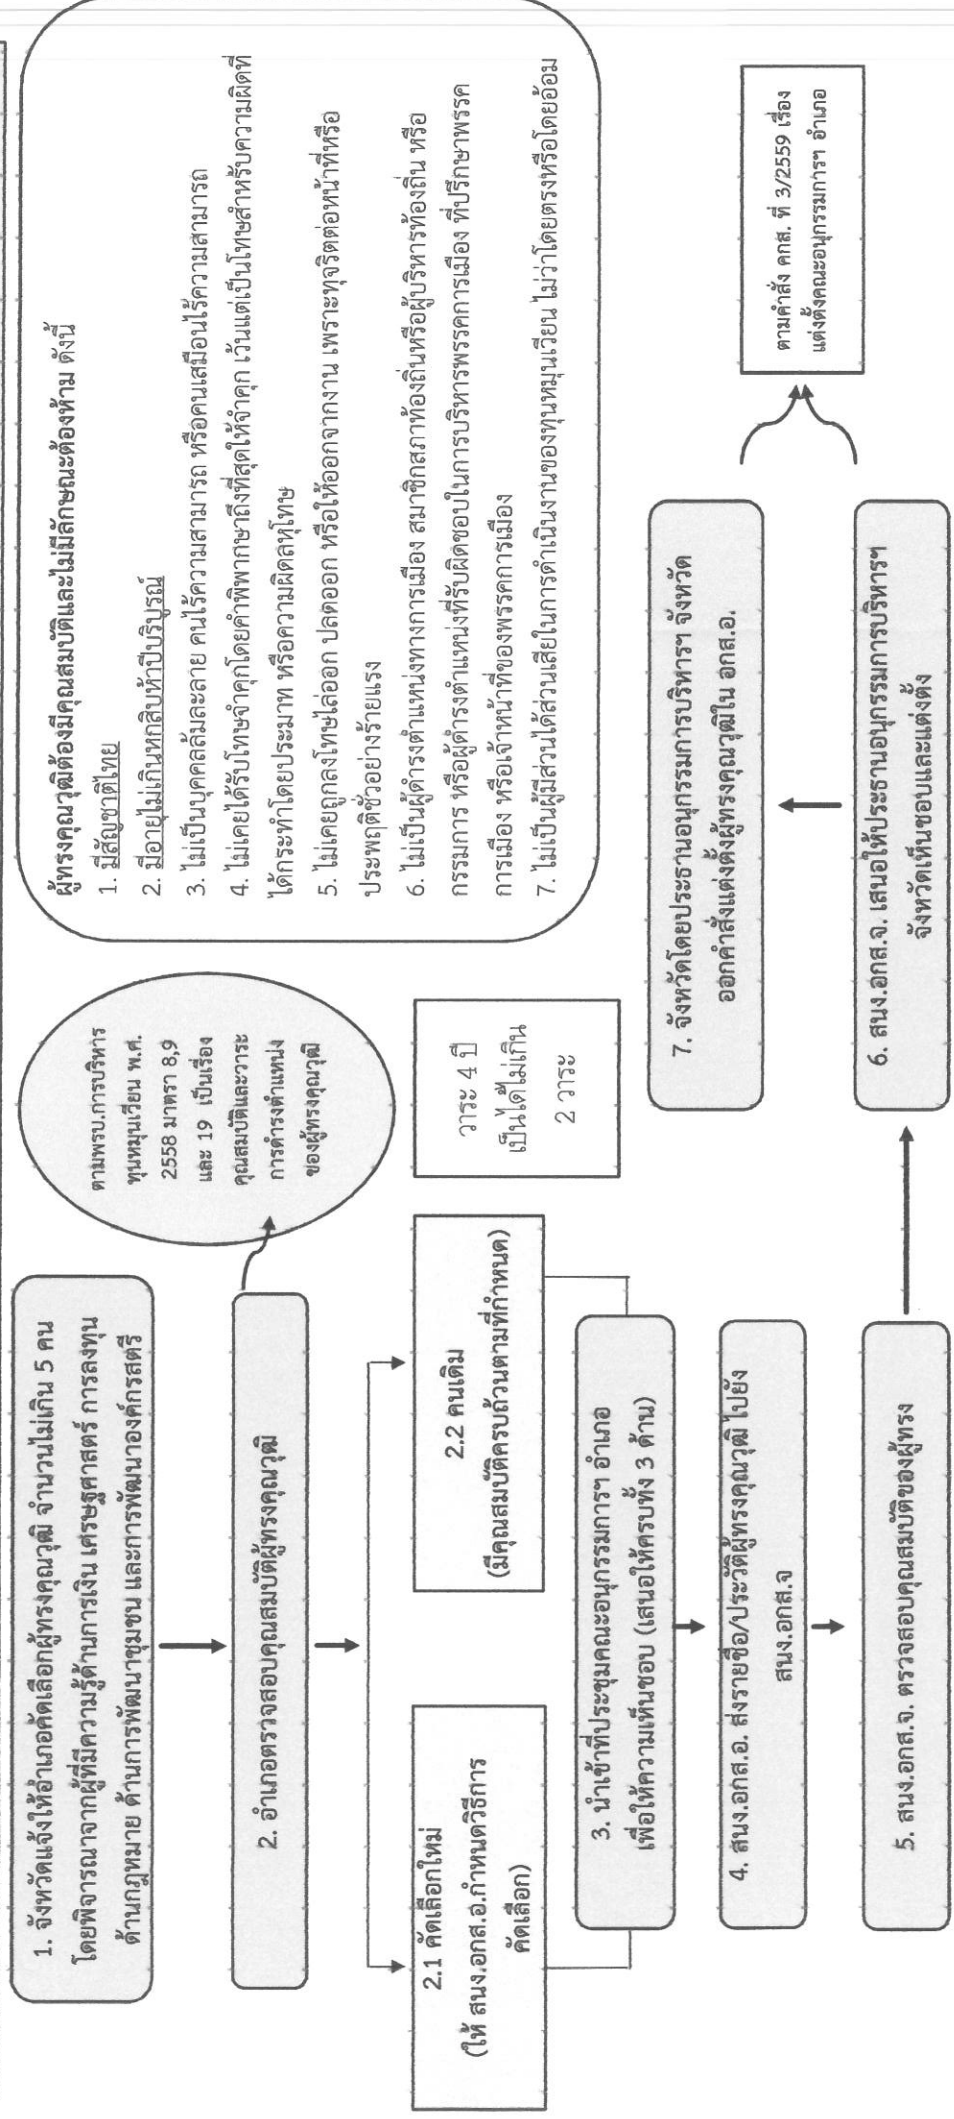 1. จังหวัดแจ้งให้อำเภอคัดเลือกผู้ทรงคุณวุฒิ จำนวนไม่เกิน 5 คน
โดยพิจารณาจากผู้ที่มีความรู้ด้านการเงิน เศรษฐศาสตร์ การลงทุน
ด้านกฎหมาย ด้านการพัฒนาชุมชน และการพัฒนาองค์กรสตรี
2. อำเภอตรวจสอบคุณสมบัติผู้ทรงคุณวุฒิ
ตามพรบ.การบริหาร
ทุนหมุนเวียน พ.ศ.
2558 มาตรา 8,9
และ 19 เป็นเรื่อง
คุณสมบัติและวาระ
การดำรงตำแหน่ง
ของผู้ทรงคุณวุฒิ
ผู้ทรงคุณวุฒิต้องมีคุณสมบัติและไม่มีลักษณะต้องห้าม ดังนี้
1. มีสัญชาติไทย
2. มีอายุไม่เกินหกสิบห้าปีบริบูรณ์
3. ไม่เป็นบุคคลล้มละลาย คนไร้ความสามารถ หรือคนเสมือนไร้ความสามารถ
4. ไม่เคยได้รับโทษจำคุกโดยคำพิพากษาถึงที่สุดให้จำคุก เว้นแต่เป็นโทษสำหรับความผิดที่
ได้กระทำโดยประมาท หรือความผิดลหุโทษ
5. ไม่เคยถูกลงโทษไล่ออก ปลดออก หรือให้ออกจากงาน เพราะทุจริตต่อหน้าที่หรือ
ประพฤติชั่วอย่างร้ายแรง
6. ไม่เป็นผู้ดำรงตำแหน่งทางการเมือง สมาชิกสภาท้องถิ่นหรือผู้บริหารท้องถิ่น หรือ
กรรมการ หรือผู้ดำรงตำแหน่งที่รับผิดชอบในการบริหารพรรคการเมือง ที่ปรึกษาพรรค
การเมือง หรือเจ้าหน้าที่ของพรรคการเมือง
7. ไม่เป็นผู้มีส่วนได้ส่วนเสียในการดำเนินงานของทุนหมุนเวียน ไม่ว่าโดยตรงหรือโดยอ้อม
2.1 คัดเลือกใหม่
(ให้ สนง.อกส.อ.กำหนดวิธีการ
คัดเลือก)
2.2 คนเดิม
(มีคุณสมบัติครบถ้วนตามที่กำหนด)
วาระ 4 ปี
เป็นได้ไม่เกิน
2 วาระ
3. นำเข้าที่ประชุมคณะอนุกรรมการฯ อำเภอ
เพื่อให้ความเห็นชอบ (เสนอให้ครบทั้ง 3 ด้าน)
4. สนง.อกส.อ. ส่งรายชื่อ/ประวัติผู้ทรงคุณวุฒิ ไปยัง
สนง.อกส.จ
5. สนง.อกส.จ. ตรวจสอบคุณสมบัติของผู้ทรง
6. สนง.อกส.จ. เสนอให้ประธานอนุกรรมการบริหารฯ
จังหวัดเห็นชอบและแต่งตั้ง
7. จังหวัดโดยประธานอนุกรรมการบริหารฯ จังหวัด
ออกคำสั่งแต่งตั้งผู้ทรงคุณวุฒิใน อกส.อ.
ตามคำสั่ง คกส. ที่ 3/2559 เรื่อง
แต่งตั้งคณะอนุกรรมการฯ อำเภอ